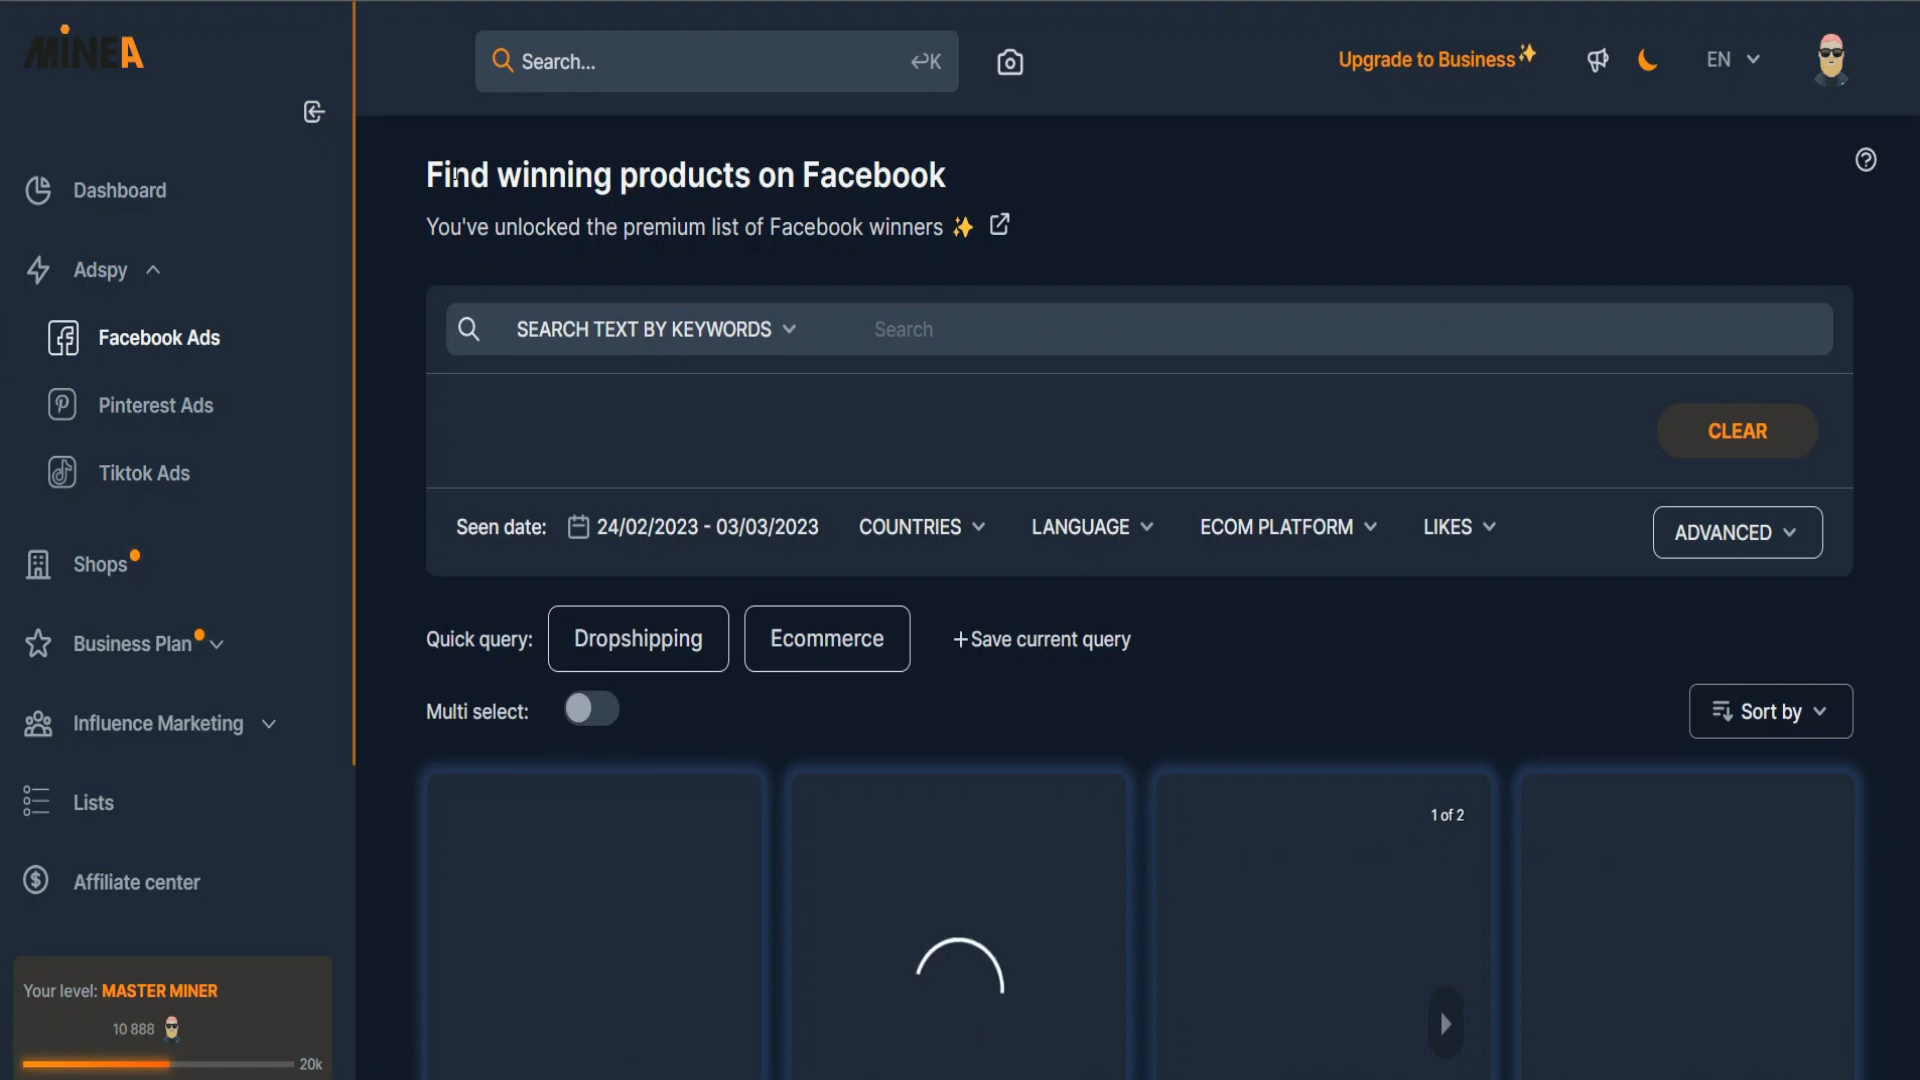 MINEA
Search...
K
Upgrade to Business
EN
Dashboard
Adspy
Facebook Ads
Pinterest Ads
Tiktok Ads
Shops
Business Plan
Influence Marketing
Lists
Affiliate center
Your level: MASTER MINER
10 888
20k
Find winning products on Facebook
You've unlocked the premium list of Facebook winners
SEARCH TEXT BY KEYWORDS
Search
CLEAR
Seen date: 24/02/2023 - 03/03/2023 COUNTRIES LANGUAGE ECOM PLATFORM LIKES ADVANCED
Quick query: Dropshipping Ecommerce +Save current query
Multi select:
Sort by
1 of 2